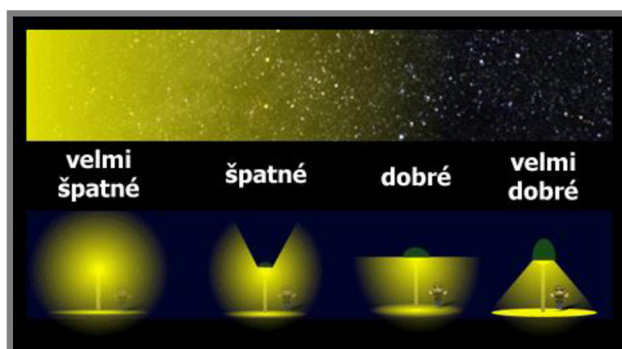 velmi
špatné
špatné
dobré
velmi
dobré